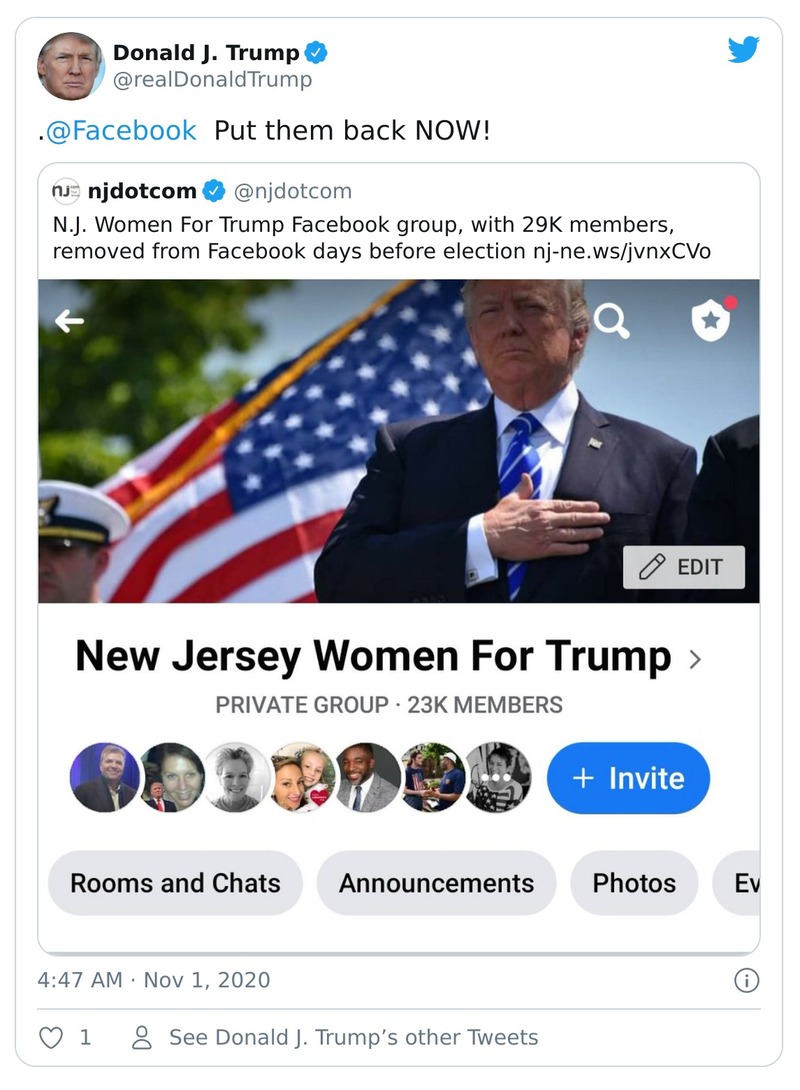 Donald J. Trump
@realDonaldTrump
.@Facebook Put them back NOW!
nj
njdotcom @njdotcom
N.J. Women For Trump Facebook group, with 29K members,
removed from Facebook days before election nj-ne.ws/jvnxCVo
EDIT
New Jersey Women For Trump
PRIVATE GROUP · 23K MEMBERS
+ Invite
Rooms and Chats Announcements Photos Ev
4:47 AM · Nov 1, 2020
1 See Donald J. Trump’s other Tweets